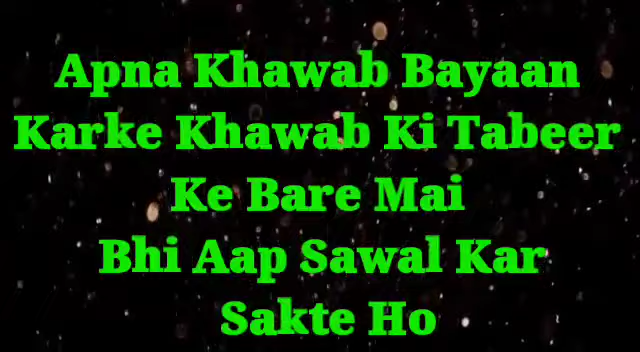 Apna Khawab Bayaan
Karke Khawab Ki Tabeer
Ke Bare Mai
Bhi Aap Sawal Kar
Sakte Ho